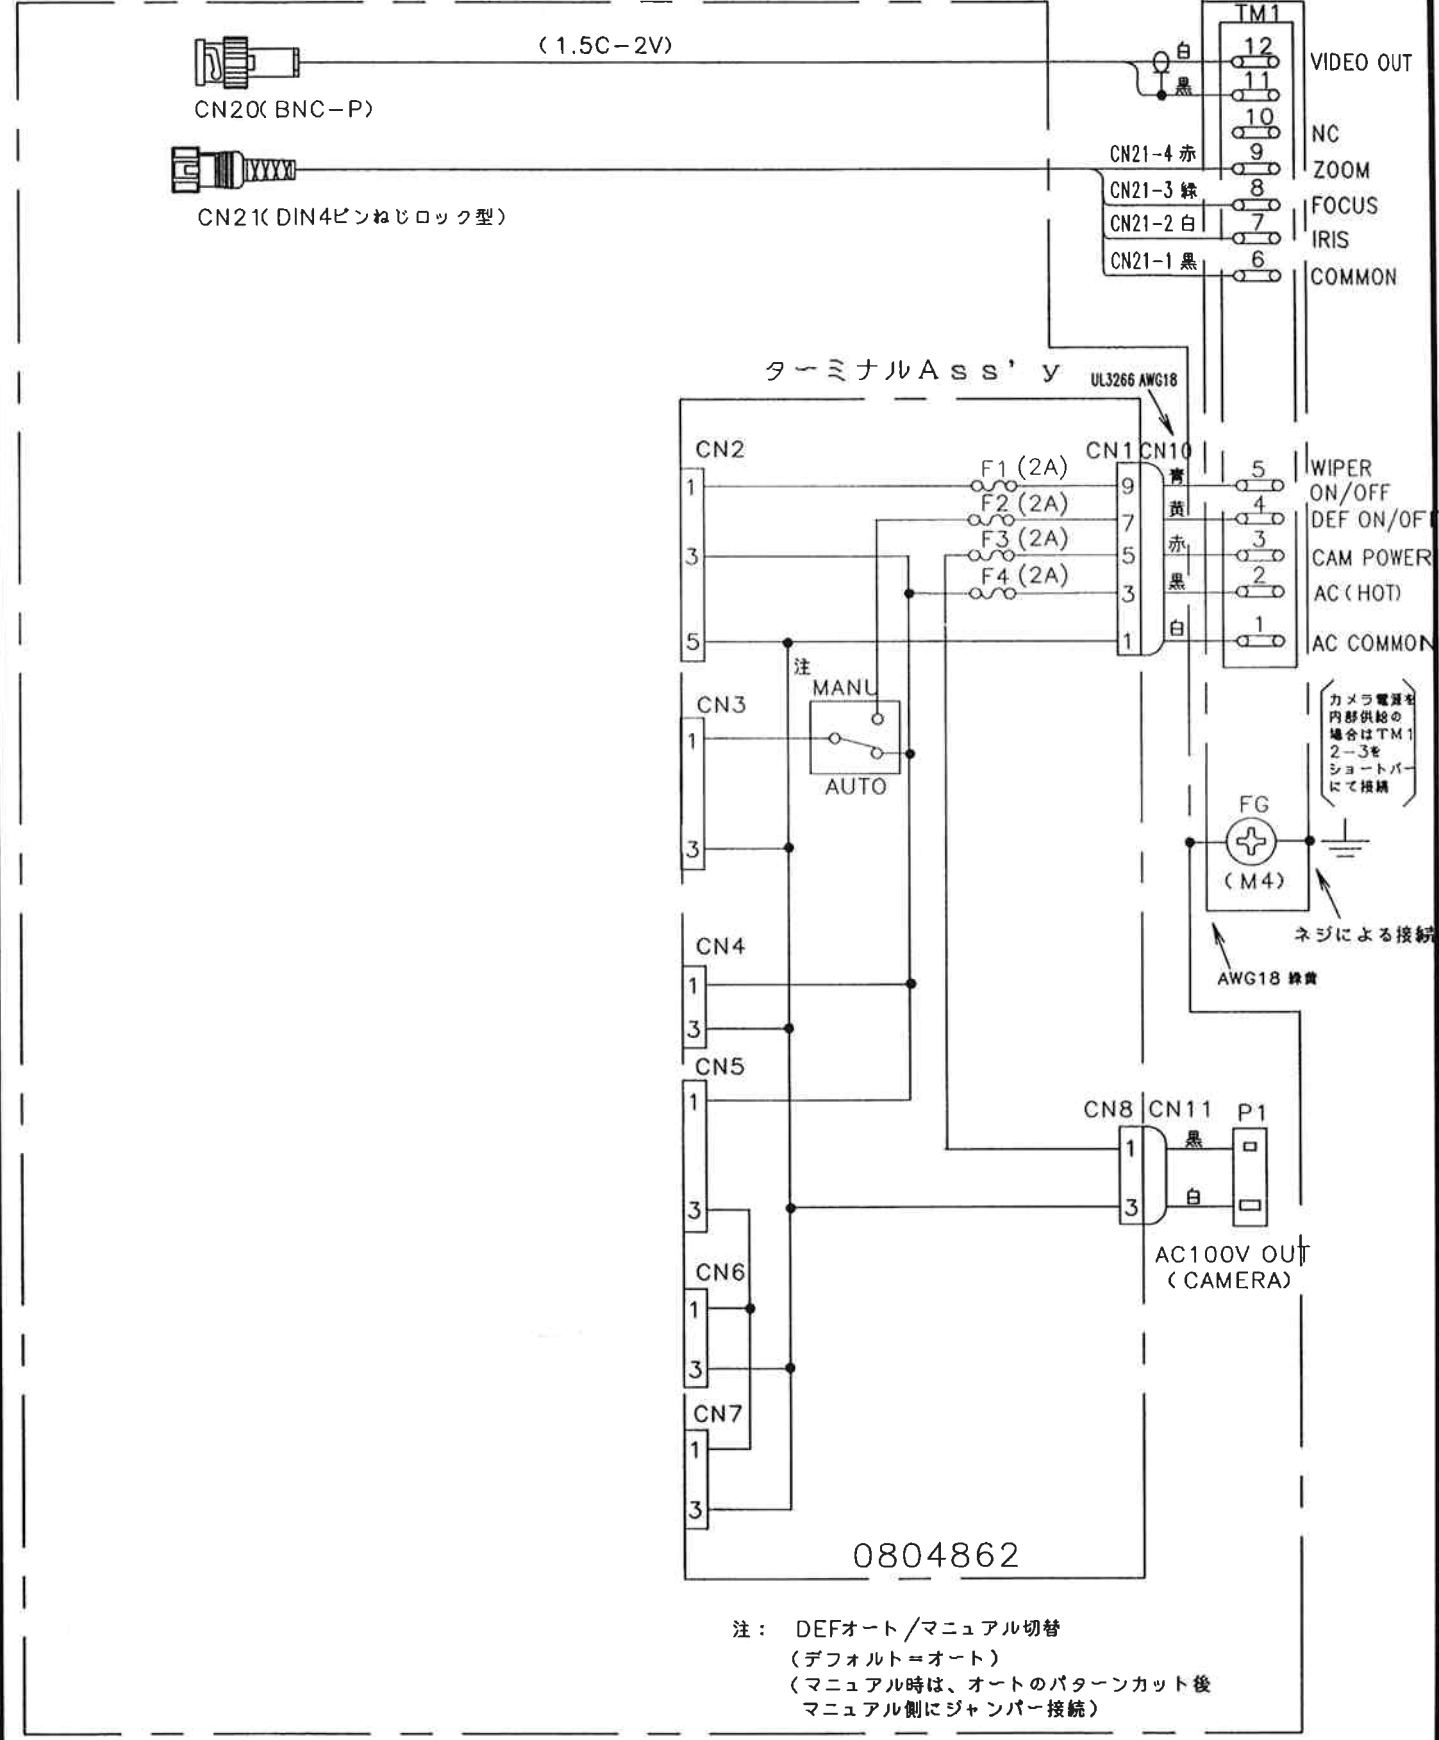 TM1
(1.5C-2V)
白
12
VIDEO OUT
黒
11
CN20(BNC-P)
10
NC
CN21-4 赤
9
ZOOM
CN21-3 緑
8
FOCUS
CN21(DIN4ピンねじロック型)
CN21-2 白
7
IRIS
CN21-1 黒
6
COMMON
ターミナルAss'y
UL3266 AWG18
CN2
CN1
CN10
1
F1(2A)
9
青
5
WIPER
ON/OFF
F2(2A)
7
黄
4
DEF ON/OFF
3
F3(2A)
5
赤
3
CAM POWER
F4(2A)
3
黒
2
AC(HOT)
5
1
白
1
AC COMMON
注
MANU
CN3
1
AUTO
3
カメラ電源を
内部供給の
場合はTM1
2-3を
ショートバー
にて接続
FG
(M4)
ネジによる接続
AWG18 緑黄
CN4
1
3
CN5
1
3
CN8
CN11
P1
1
黒
3
白
AC100V OUT
(CAMERA)
CN6
1
3
CN7
1
3
0804862
注: DEFオート/マニュアル切替
(デフォルト=オート)
(マニュアル時は、オートのパターンカット後
マニュアル側にジャンパー接続)